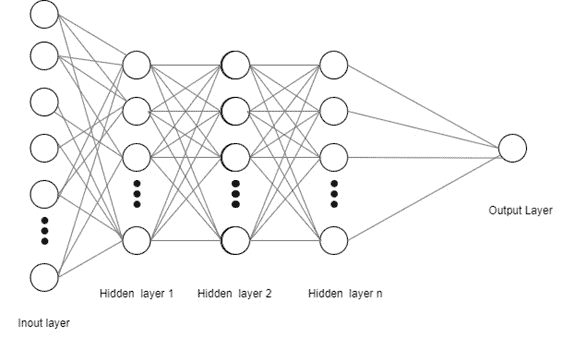 Output Layer
Hidden layer 1
Hidden layer 2
Hidden layer n
Inout layer